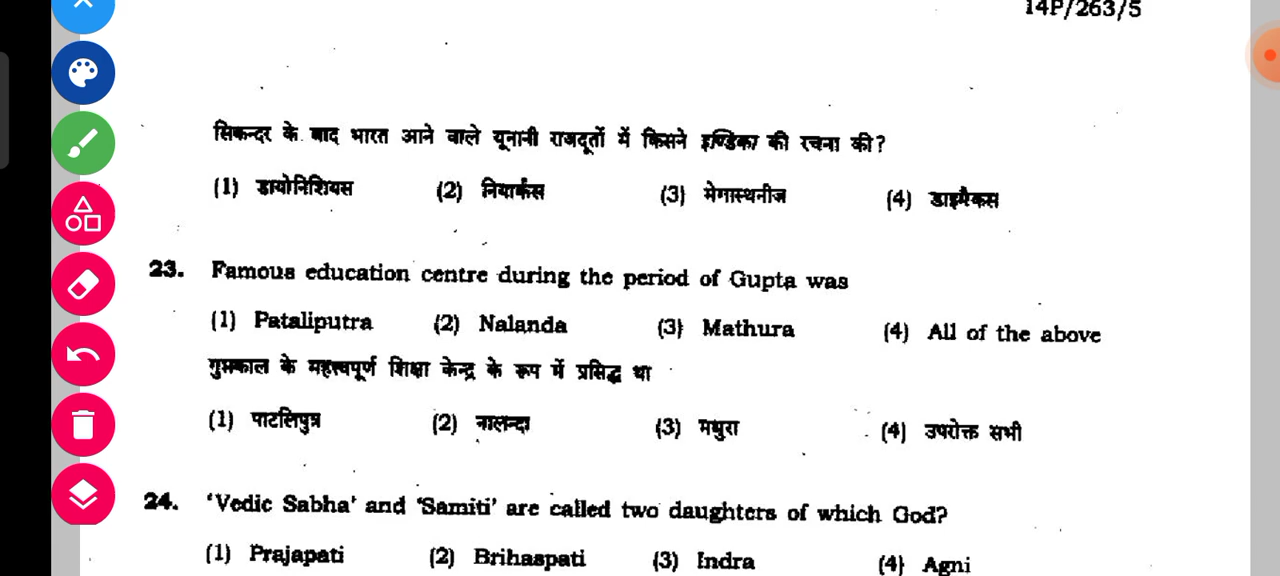 14P/263/5
सिकन्दर के बाद भारत आने वाले यूनानी राजदूतों में किसने इण्डिका की रचना की?
(1) डायोनिशियस (2) नियार्कस (3) मेगास्थनीज (4) डाइमैकस
23. Famous education centre during the period of Gupta was
(1) Pataliputra (2) Nalanda (3) Mathura (4) All of the above
गुप्तकाल के महत्त्वपूर्ण शिक्षा केन्द्र के रूप में प्रसिद्ध था
(1) पाटलिपुत्र (2) नालन्दा (3) मथुरा (4) उपरोक्त सभी
24. 'Vedic Sabha' and 'Samiti' are called two daughters of which God?
(1) Prajapati (2) Brihaspati (3) Indra (4) Agni